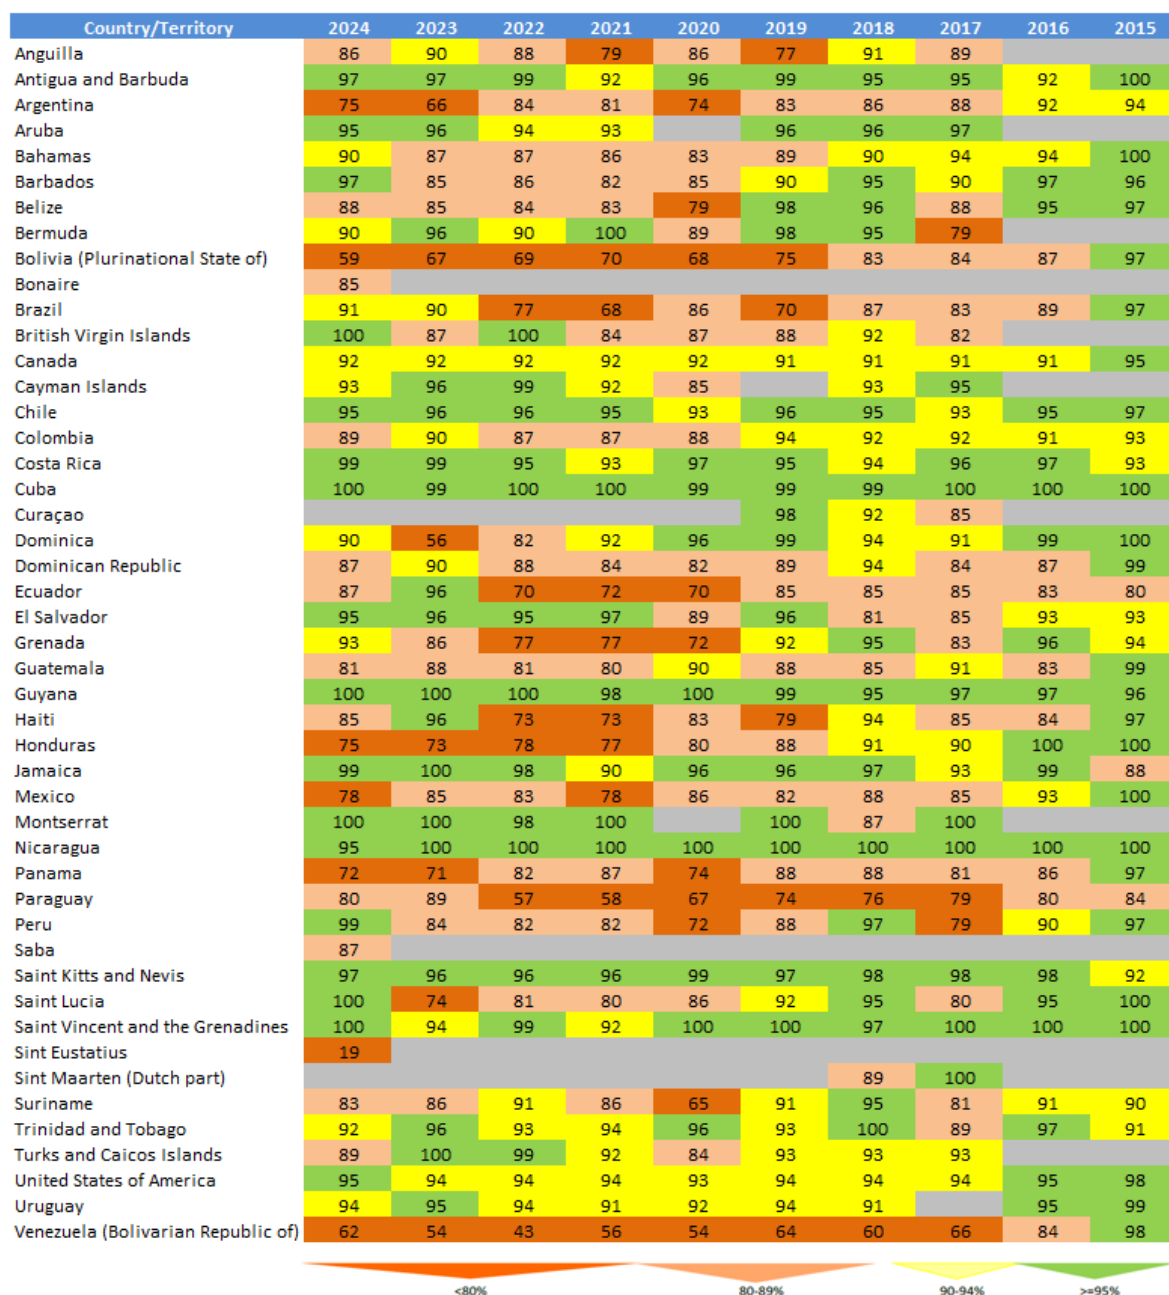 Country/Territory 2024 2023 2022 2021 2020 2019 2018 2017 2016 2015
Anguilla 86 90 88 79 86 77 91 89
Antigua and Barbuda 97 97 99 92 96 99 95 95 92 100
Argentina 75 66 84 81 74 83 86 88 92 94
Aruba 95 96 94 93 96 96 97
Bahamas 90 87 87 86 83 89 90 94 94 100
Barbados 97 85 86 82 85 90 95 90 97 96
Belize 88 85 84 83 79 98 96 88 95 97
Bermuda 90 96 90 100 89 98 95 79
Bolivia (Plurinational State of) 59 67 69 70 68 75 83 84 87 97
Bonaire 85
Brazil 91 90 77 68 86 70 87 83 89 97
British Virgin Islands 100 87 100 84 87 88 92 82
Canada 92 92 92 92 92 91 91 91 91 95
Cayman Islands 93 96 99 92 85 93 95
Chile 95 96 96 95 93 96 95 93 95 97
Colombia 89 90 87 87 88 94 92 92 91 93
Costa Rica 99 99 95 93 97 95 94 96 97 93
Cuba 100 99 100 100 99 99 99 100 100 100
Curaçao 98 92 85
Dominica 90 56 82 92 96 99 94 91 99 100
Dominican Republic 87 90 88 84 82 89 94 84 87 99
Ecuador 87 96 70 72 70 85 85 85 83 80
El Salvador 95 96 95 97 89 96 81 85 93 93
Grenada 93 86 77 77 72 92 95 83 96 94
Guatemala 81 88 81 80 90 88 85 91 83 99
Guyana 100 100 100 98 100 99 95 97 97 96
Haiti 85 96 73 73 83 79 94 85 84 97
Honduras 75 73 78 77 80 88 91 90 100 100
Jamaica 99 100 98 90 96 96 97 93 99 88
Mexico 78 85 83 78 86 82 88 85 93 100
Montserrat 100 100 98 100 100 87 100
Nicaragua 95 100 100 100 100 100 100 100 100 100
Panama 72 71 82 87 74 88 88 81 86 97
Paraguay 80 89 57 58 67 74 76 79 80 84
Peru 99 84 82 82 72 88 97 79 90 97
Saba 87
Saint Kitts and Nevis 97 96 96 96 99 97 98 98 98 92
Saint Lucia 100 74 81 80 86 92 95 80 95 100
Saint Vincent and the Grenadines 100 94 99 92 100 100 97 100 100 100
Sint Eustatius 19
Sint Maarten (Dutch part) 89 100
Suriname 83 86 91 86 65 91 95 81 91 90
Trinidad and Tobago 92 96 93 94 96 93 100 89 97 91
Turks and Caicos Islands 89 100 99 92 84 93 93 93
United States of America 95 94 94 94 93 94 94 94 95 98
Uruguay 94 95 94 91 92 94 91 95 99
Venezuela (Bolivarian Republic of) 62 54 43 56 54 64 60 66 84 98
<80% 80-89% 90-94% >=95%